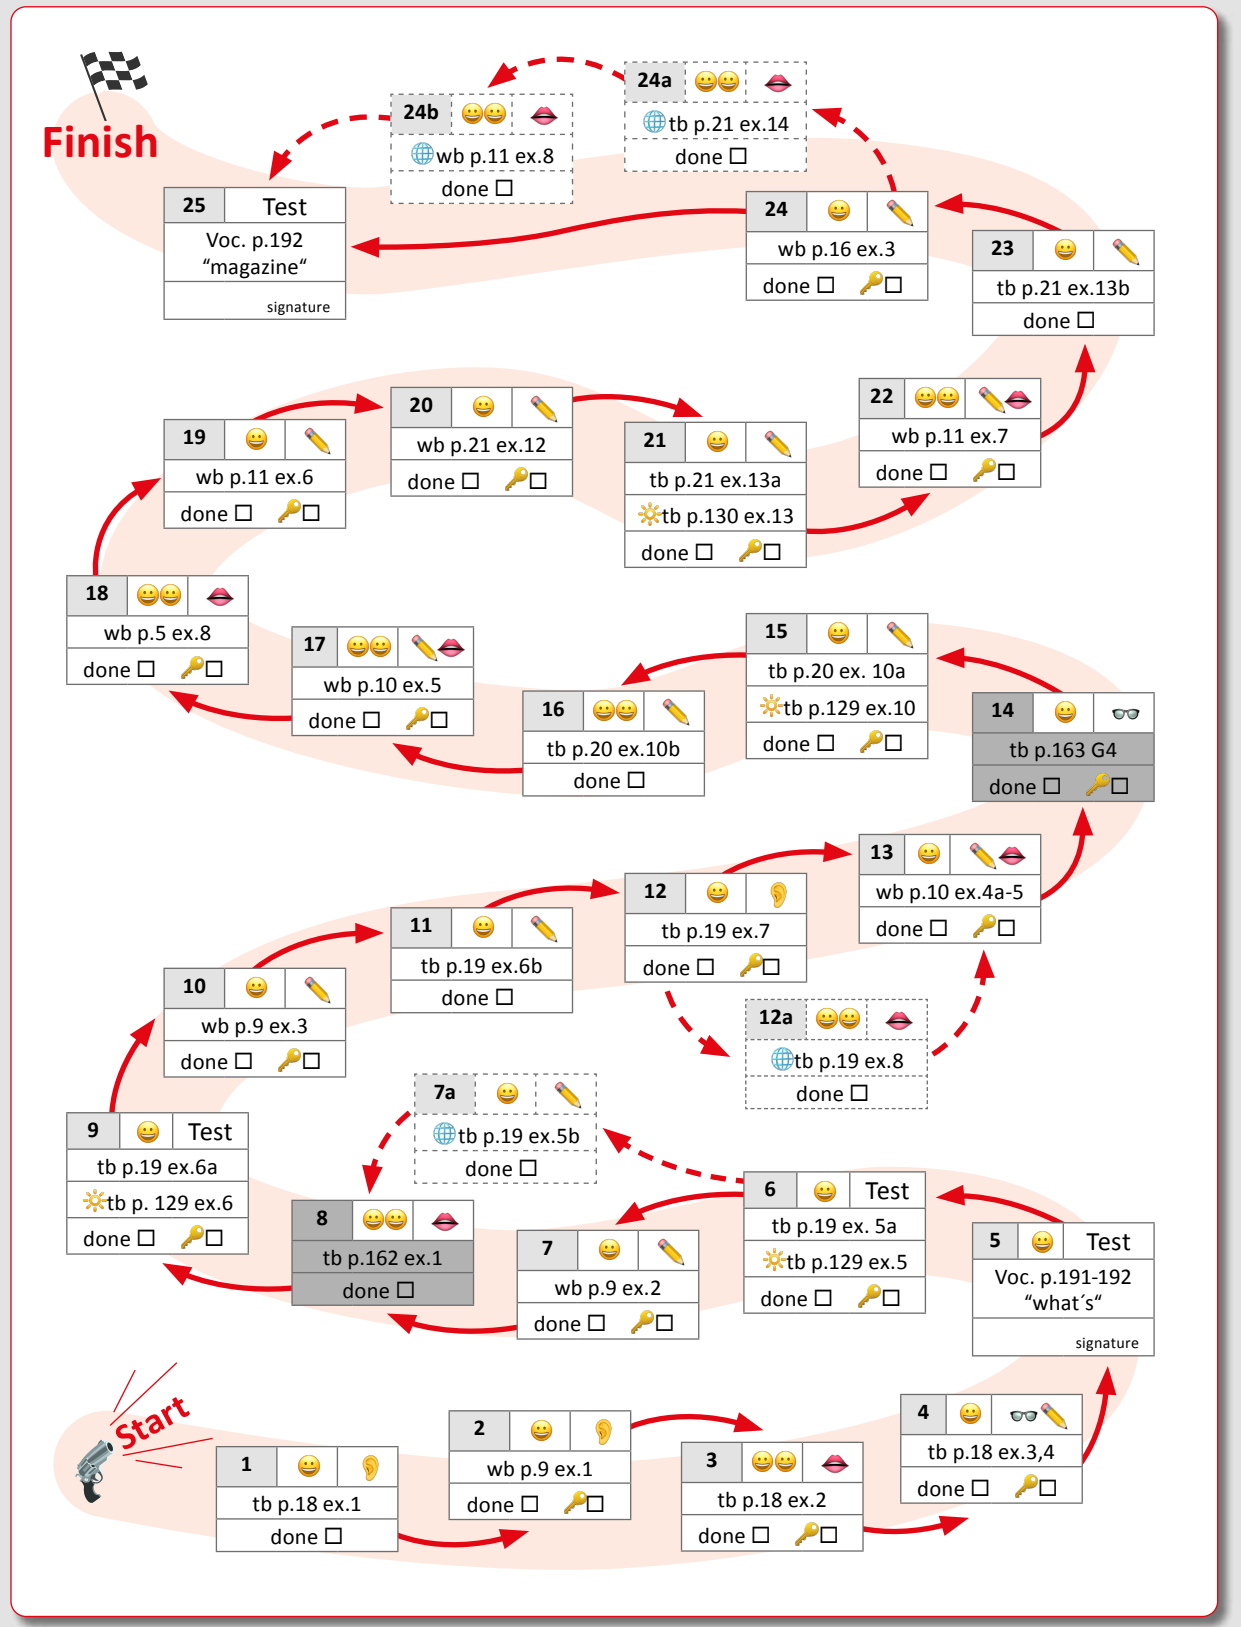 Finish
24a
tb p.21 ex.14
done
24b
wb p.11 ex.8
done
25 Test
Voc. p.192
“magazine“
signature
24
wb p.16 ex.3
done
23
tb p.21 ex.13b
done
22
wb p.11 ex.7
done
19
wb p.11 ex.6
done
20
wb p.21 ex.12
done
21
tb p.21 ex.13a
tb p.130 ex.13
done
18
wb p.5 ex.8
done
17
wb p.10 ex.5
done
16
tb p.20 ex.10b
done
15
tb p.20 ex. 10a
tb p.129 ex.10
done
14
tb p.163 G4
done
13
wb p.10 ex.4a-5
done
12
tb p.19 ex.7
done
12a
tb p.19 ex.8
done
11
tb p.19 ex.6b
done
10
wb p.9 ex.3
done
9 Test
tb p.19 ex.6a
tb p. 129 ex.6
done
7a
tb p.19 ex.5b
done
8
tb p.162 ex.1
done
7
wb p.9 ex.2
done
6 Test
tb p.19 ex. 5a
tb p.129 ex.5
done
5 Test
Voc. p.191-192
“what´s“
signature
Start
1
tb p.18 ex.1
done
2
wb p.9 ex.1
done
3
tb p.18 ex.2
done
4
tb p.18 ex.3,4
done